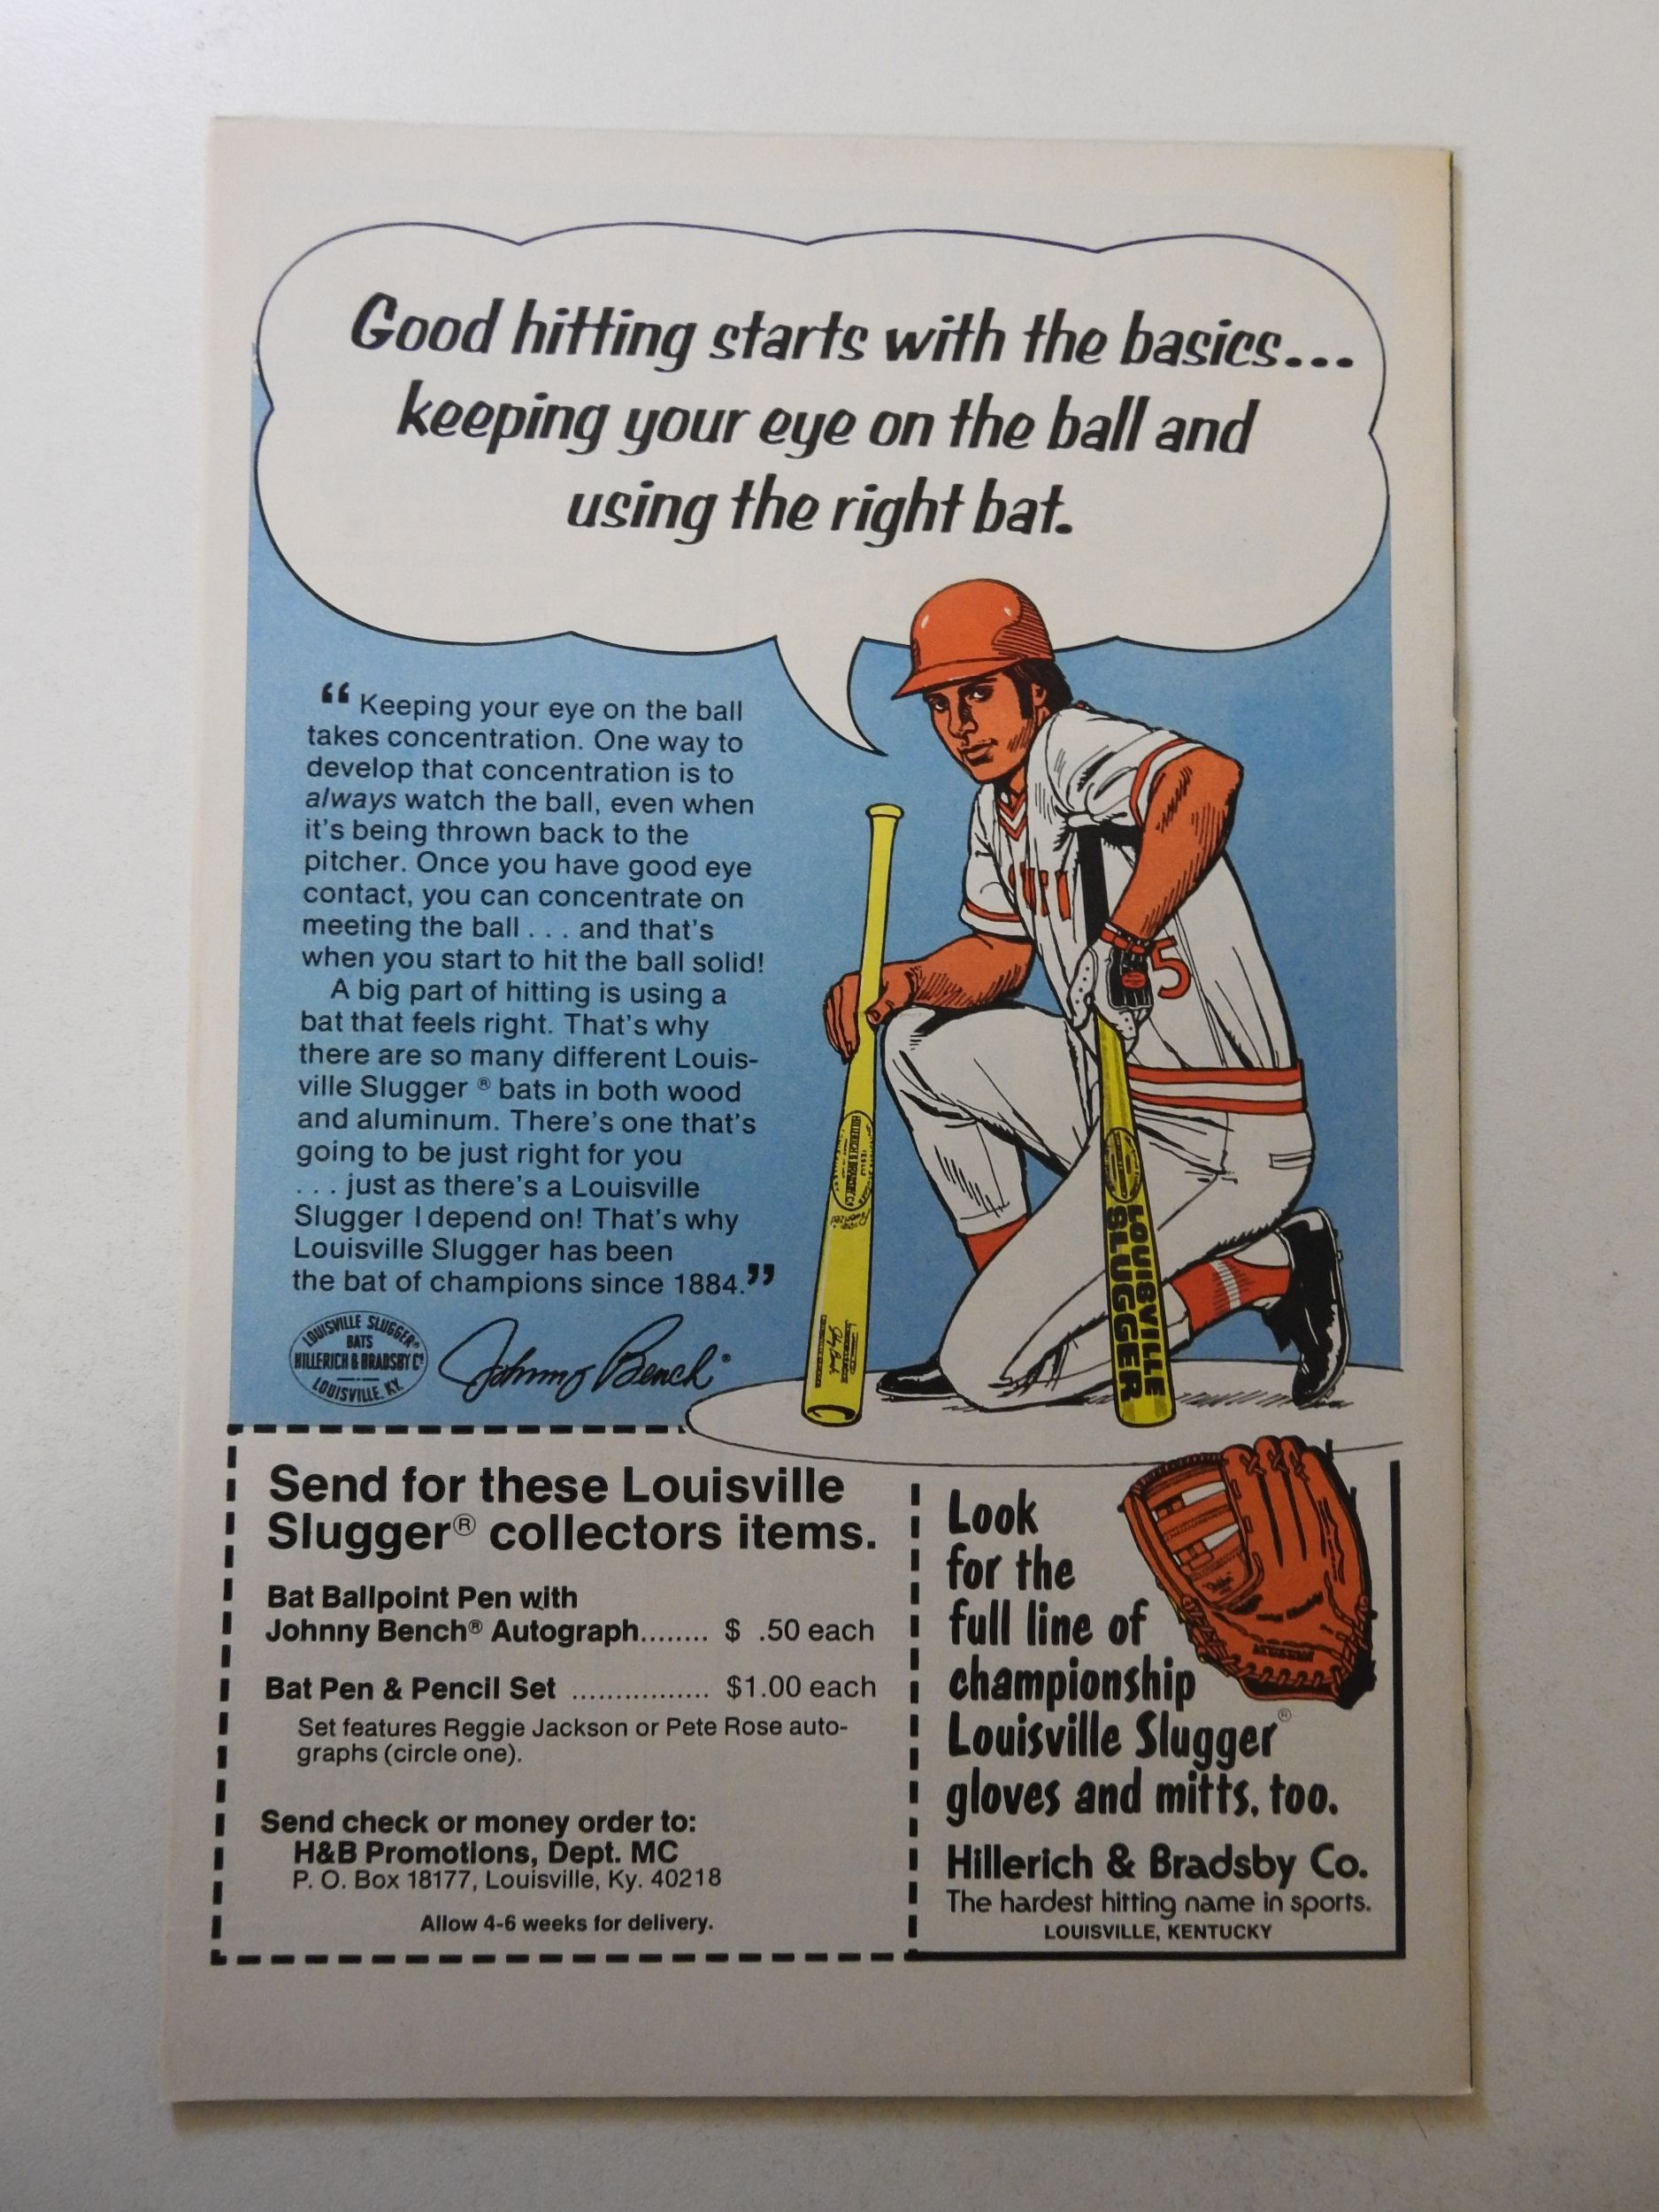 Good hitting starts with the basics...
keeping your eye on the ball and
using the right bat.
“ Keeping your eye on the ball
takes concentration. One way to
develop that concentration is to
always watch the ball, even when
it's being thrown back to the
pitcher. Once you have good eye
contact, you can concentrate on
meeting the ball . . . and that's
when you start to hit the ball solid!
A big part of hitting is using a
bat that feels right. That's why
there are so many different Louis-
ville Slugger ® bats in both wood
and aluminum. There's one that's
going to be just right for you
. . . just as there's a Louisville
Slugger I depend on! That's why
Louisville Slugger has been
the bat of champions since 1884.”
LOUISVILLE SLUGGER®
BATS
HILLERICH & BRADSBY Cº
LOUISVILLE. KY.
Johnny Bench®
5
HILLERICH & BRADSBY Cº
LOUISVILLE
SLUGGER
Send for these Louisville
Slugger® collectors items.
Bat Ballpoint Pen with
Johnny Bench® Autograph........ $ .50 each
Bat Pen & Pencil Set ................ $1.00 each
Set features Reggie Jackson or Pete Rose auto-
graphs (circle one).
Send check or money order to:
H&B Promotions, Dept. MC
P. O. Box 18177, Louisville, Ky. 40218
Allow 4-6 weeks for delivery.
Look
for the
full line of
championship
Louisville Slugger®
gloves and mitts, too.
Hillerich & Bradsby Co.
The hardest hitting name in sports.
LOUISVILLE, KENTUCKY